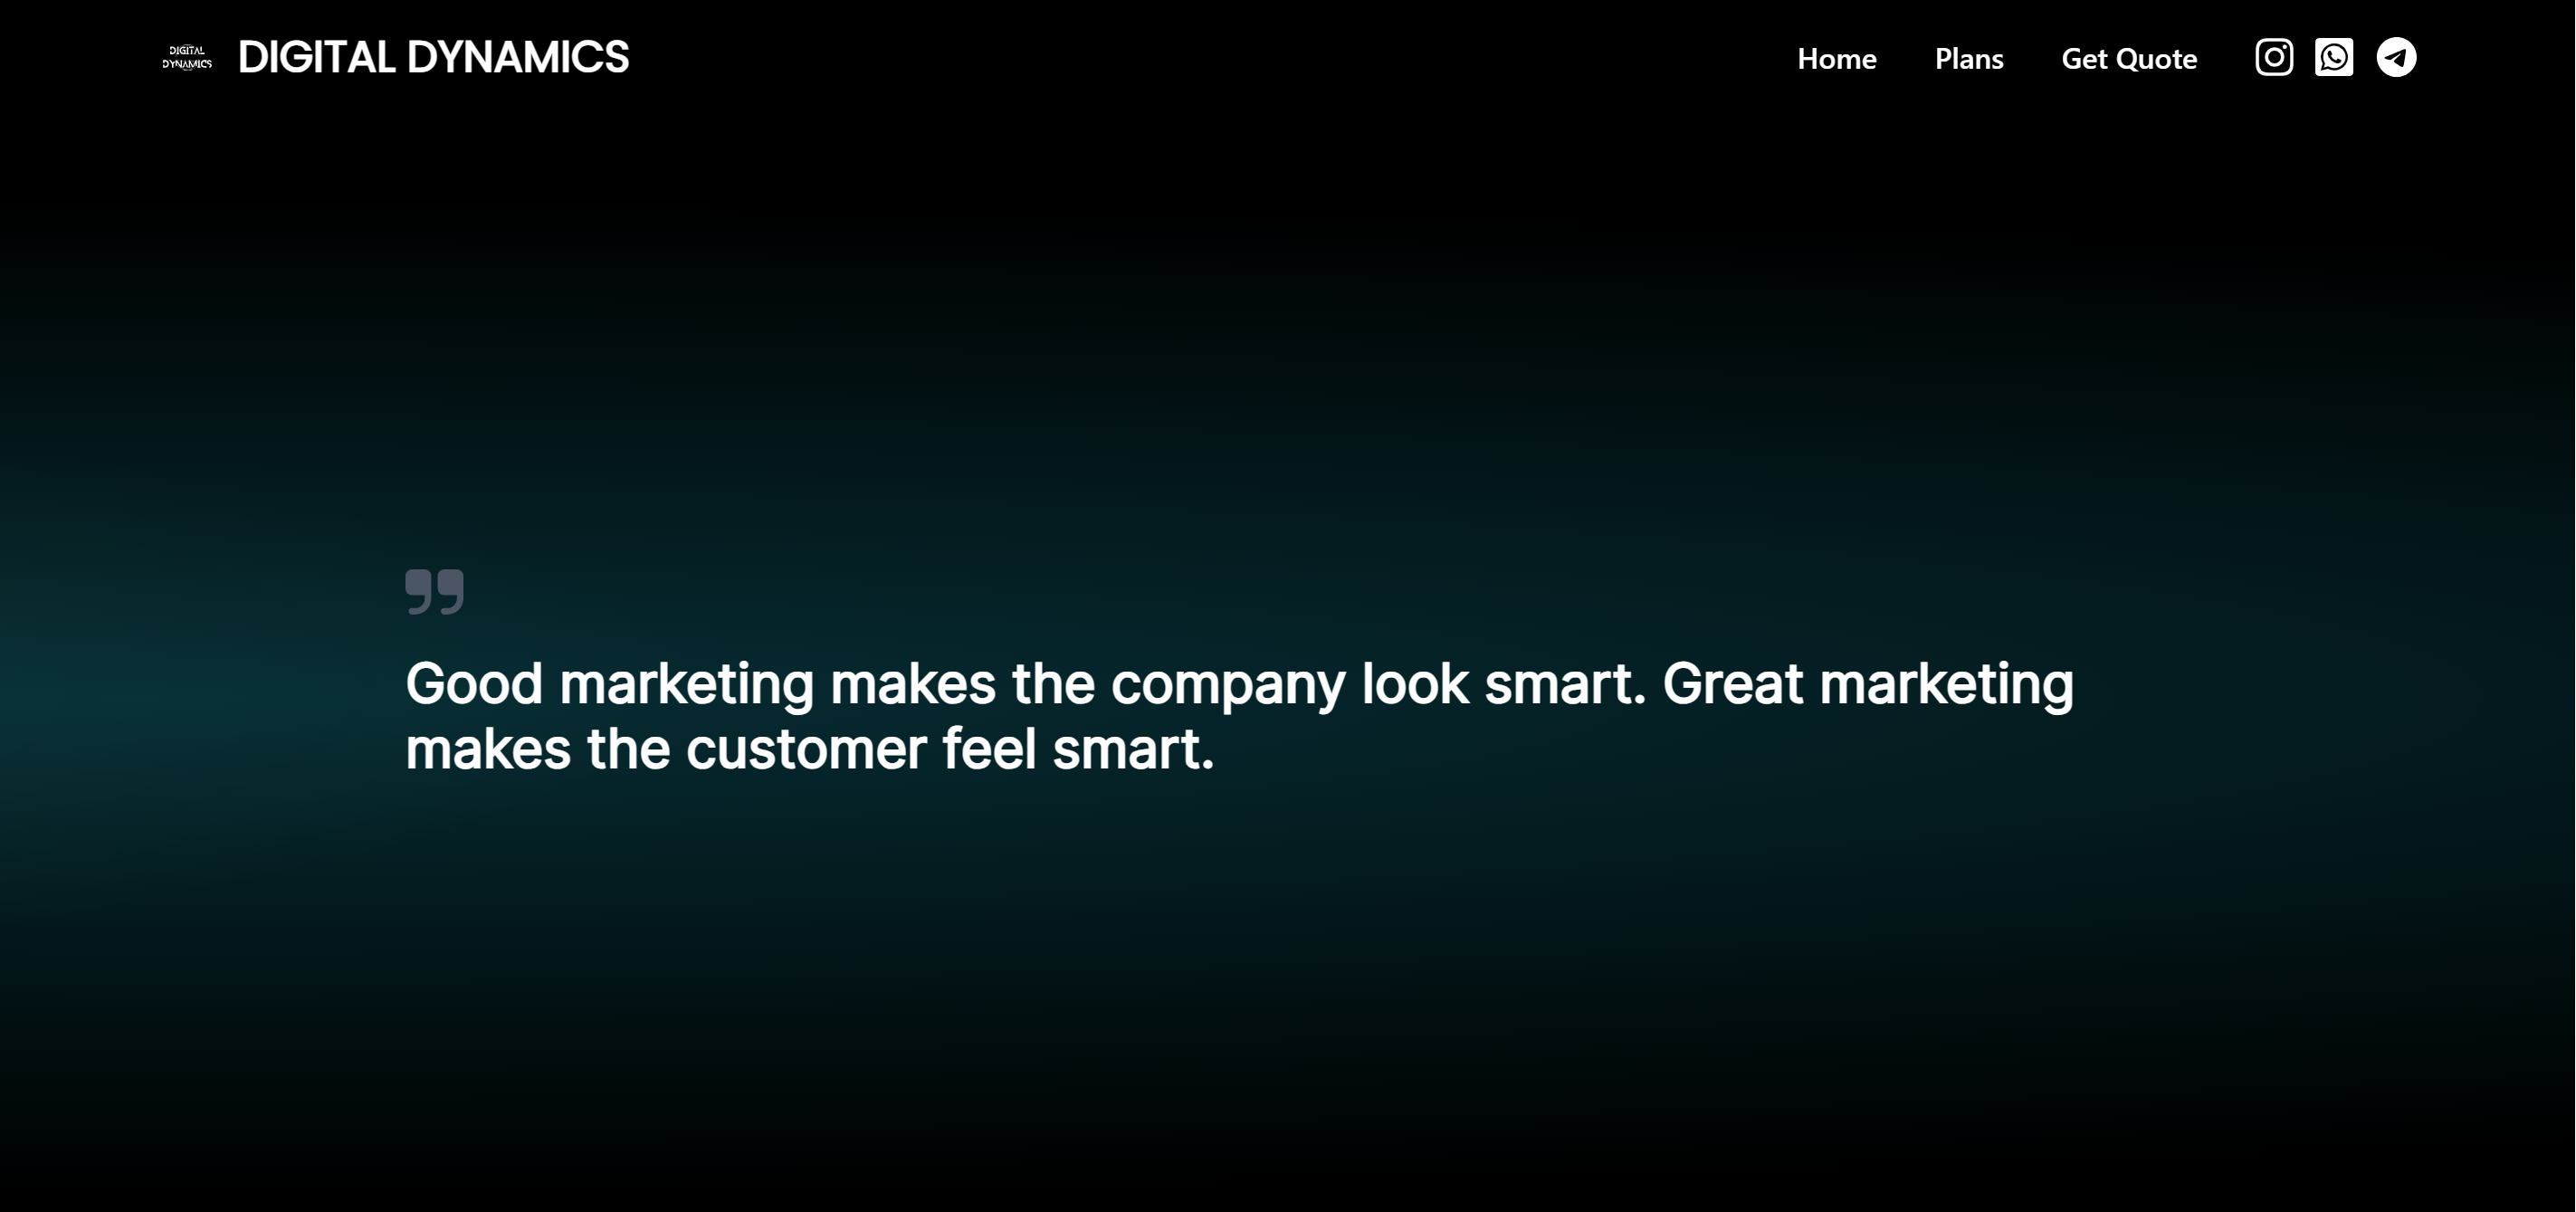 DIGITAL
DYNAMICS
DIGITAL DYNAMICS
Home Plans Get Quote
Good marketing makes the company look smart. Great marketing
makes the customer feel smart.